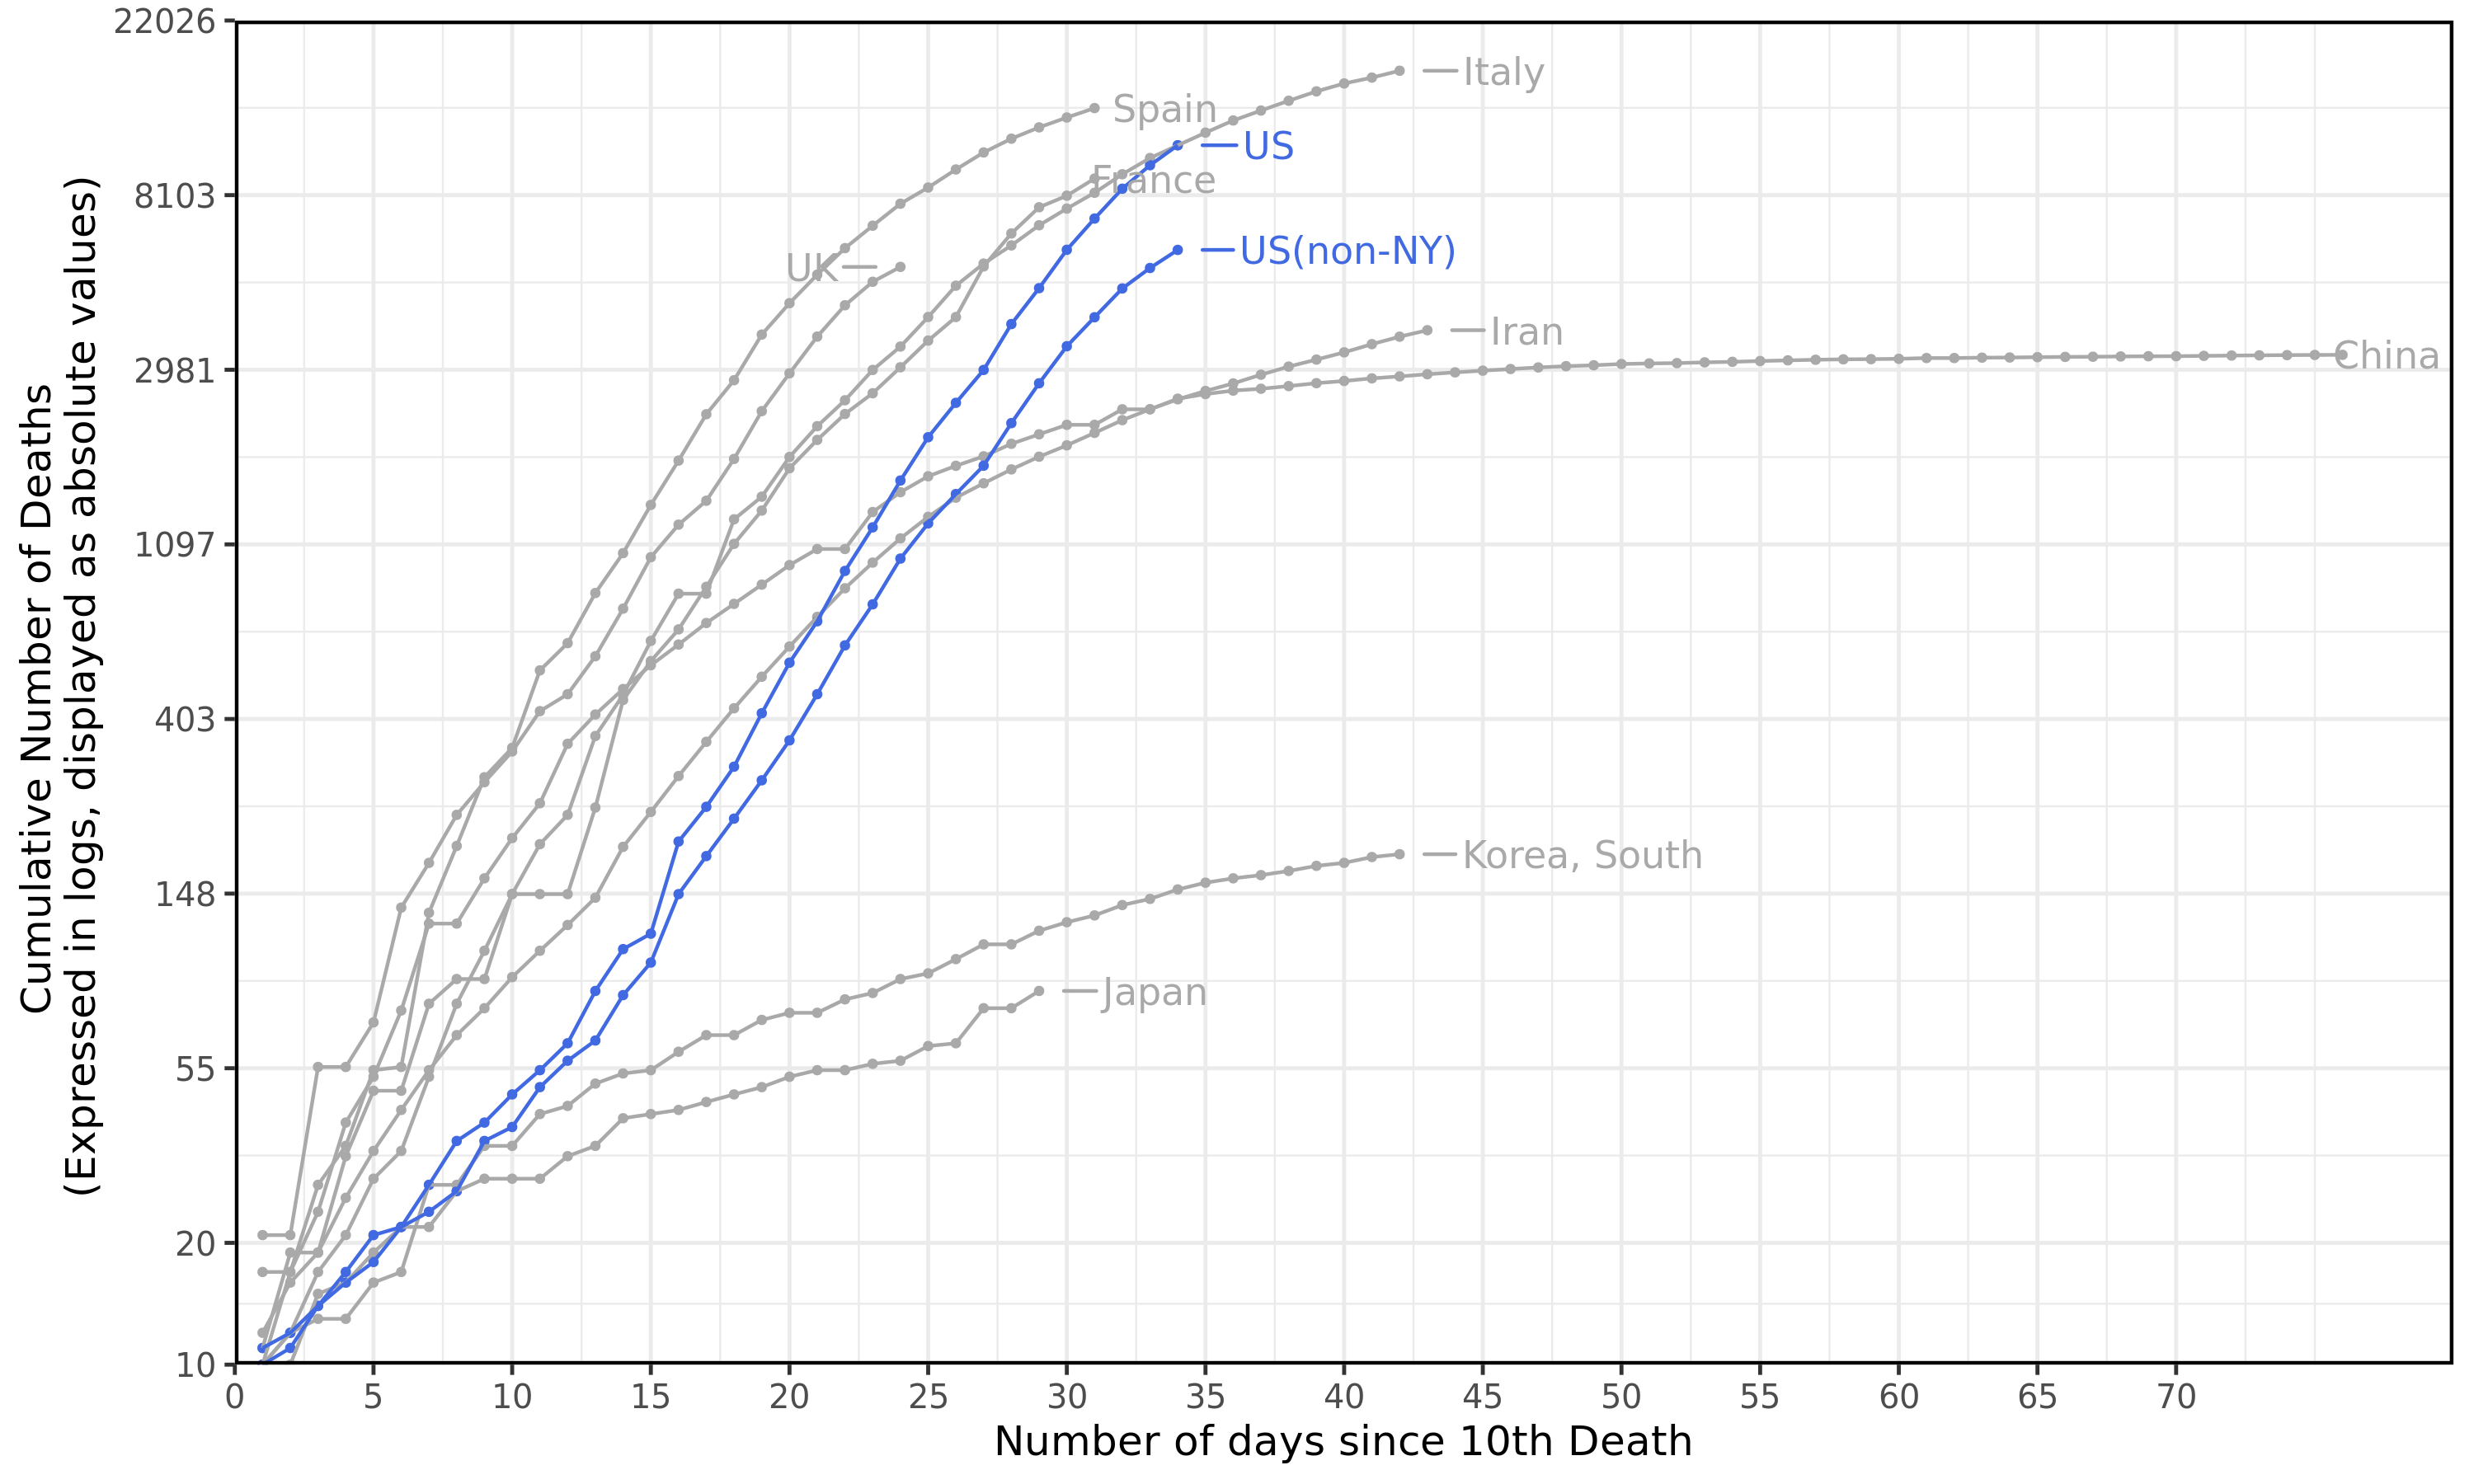 22026
8103
2981
1097
403
148
55
20
10
Cumulative Number of Deaths
(Expressed in logs, displayed as absolute values)
Italy
Spain
US
France
US(non-NY)
UK
Iran
China
Korea, South
Japan
0 5 10 15 20 25 30 35 40 45 50 55 60 65 70
Number of days since 10th Death